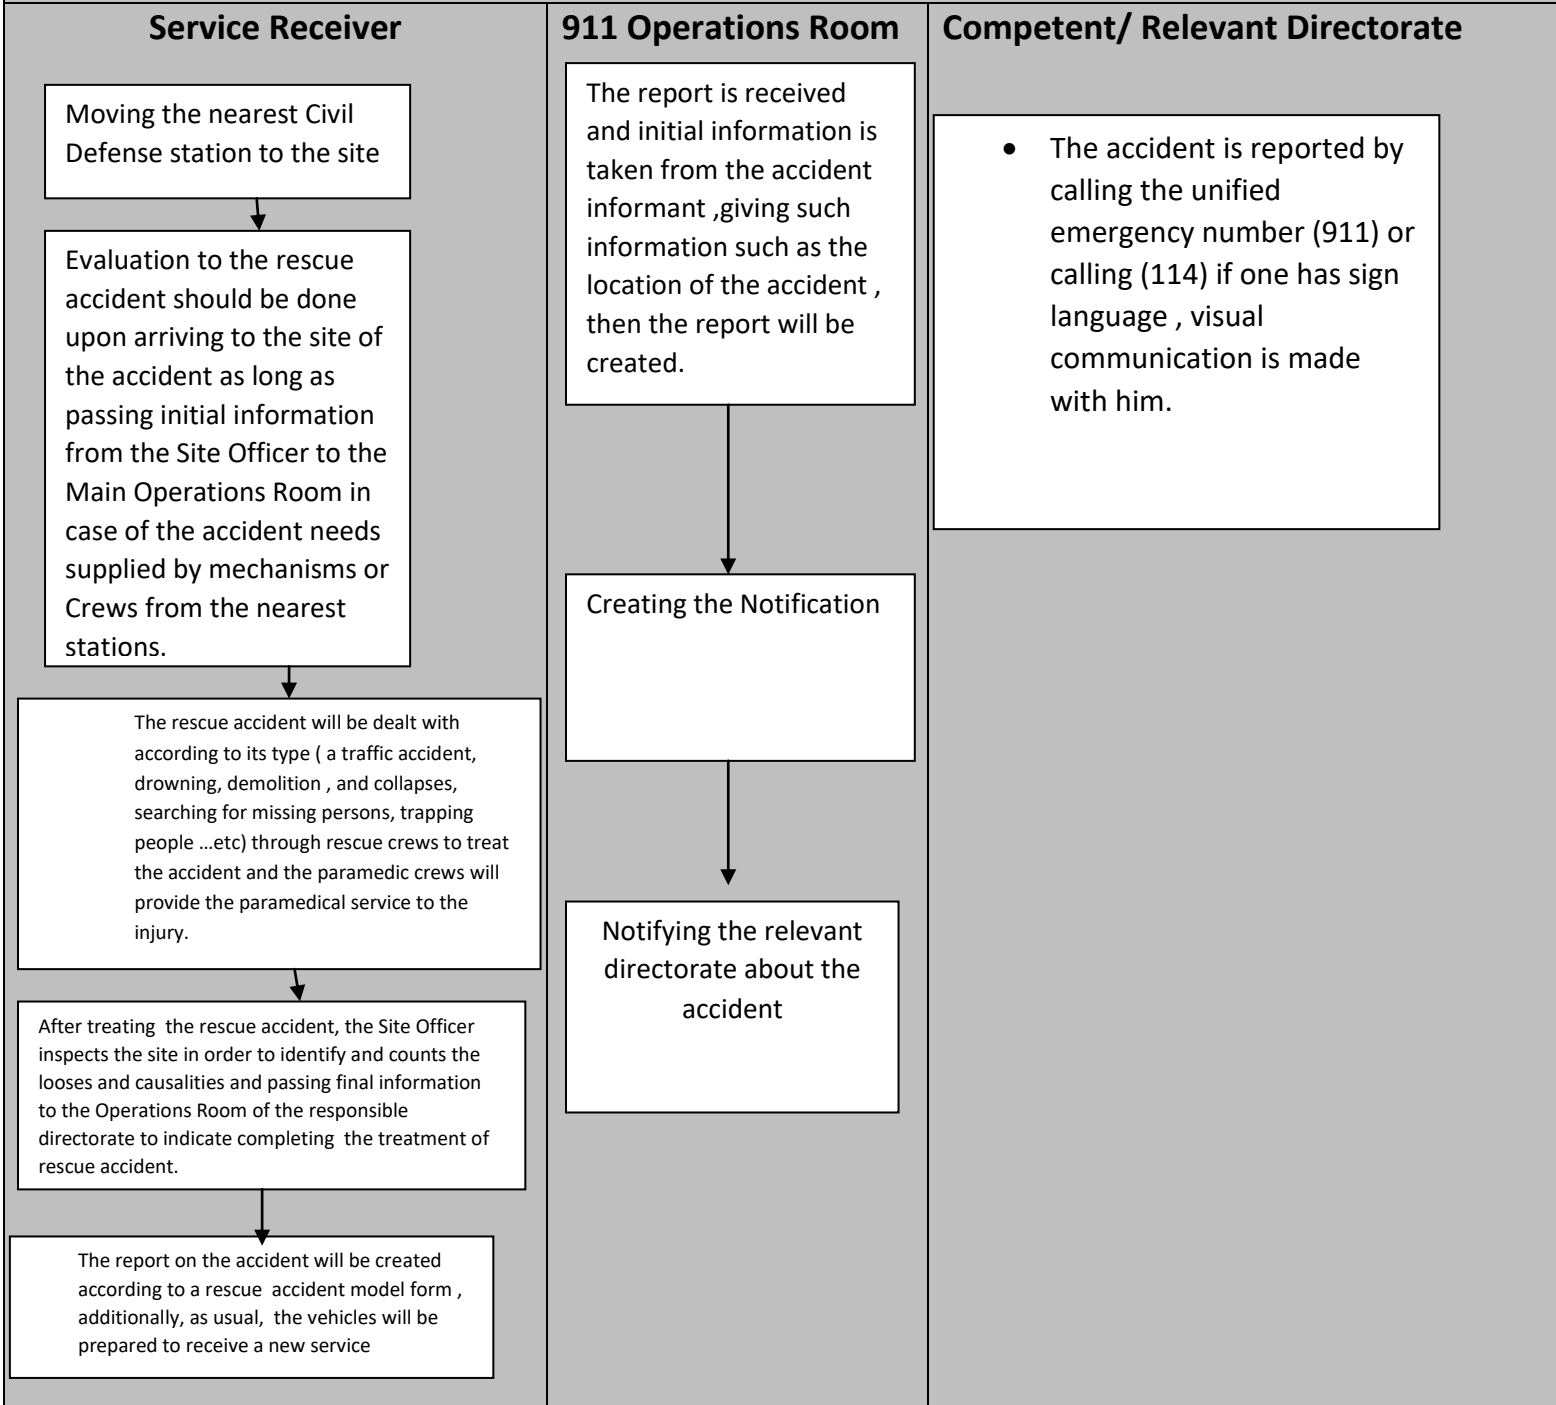 Service Receiver
911 Operations Room
Competent/ Relevant Directorate
Moving the nearest Civil
Defense station to the site
Evaluation to the rescue
accident should be done
upon arriving to the site of
the accident as long as
passing initial information
from the Site Officer to the
Main Operations Room in
case of the accident needs
supplied by mechanisms or
Crews from the nearest
stations.
The rescue accident will be dealt with
according to its type ( a traffic accident,
drowning, demolition , and collapses,
searching for missing persons, trapping
people ...etc) through rescue crews to treat
the accident and the paramedic crews will
provide the paramedical service to the
injury.
After treating  the rescue accident, the Site Officer
inspects the site in order to identify and counts the
looses and causalities and passing final information
to the Operations Room of the responsible
directorate to indicate completing  the treatment of
rescue accident.
The report on the accident will be created
according to a rescue  accident model form ,
additionally, as usual,  the vehicles will be
prepared to receive a new service
The report is received
and initial information is
taken from the accident
informant ,giving such
information such as the
location of the accident ,
then the report will be
created.
Creating the Notification
Notifying the relevant
directorate about the
accident
• The accident is reported by
calling the unified
emergency number (911) or
calling (114) if one has sign
language , visual
communication is made
with him.